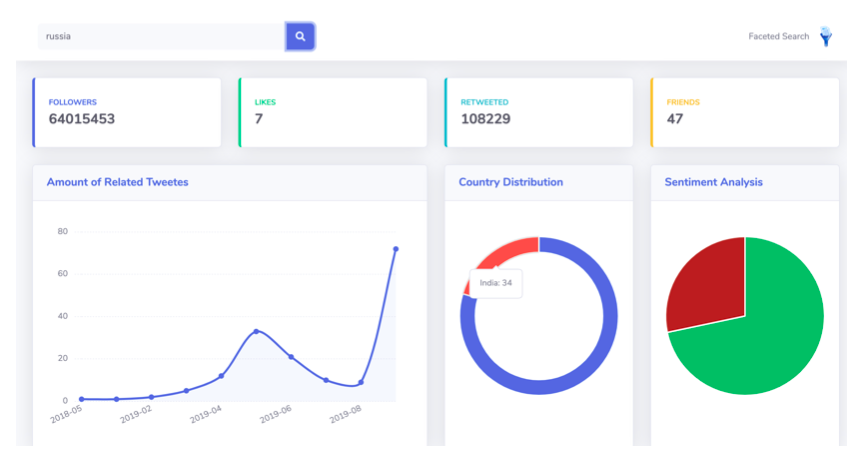 russia
Faceted Search
FOLLOWERS
64015453
LIKES
7
RETWEETED
108229
FRIENDS
47
Amount of Related Tweetes
80
60
40
20
0
2018-05
2019-02
2019-04
2019-06
2019-08
Country Distribution
India: 34
Sentiment Analysis